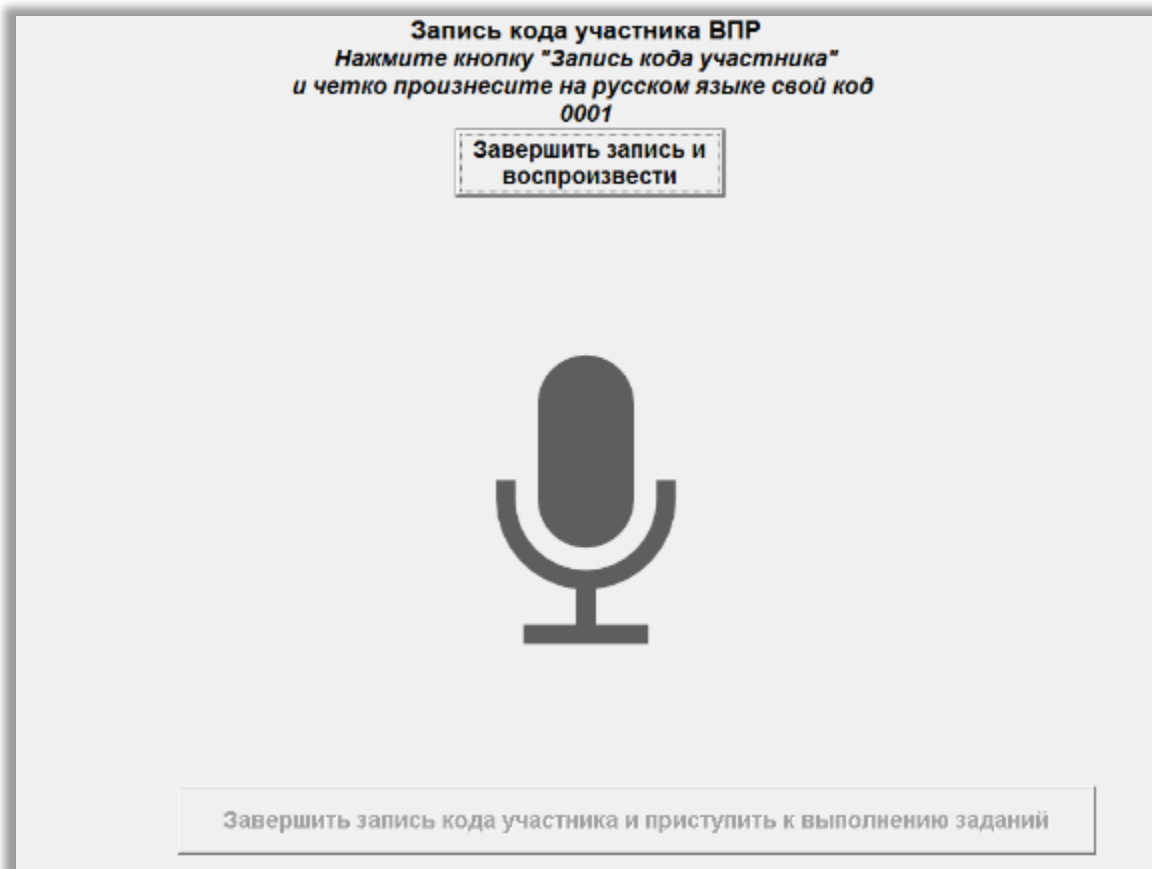 Запись кода участника ВПР
Нажмите кнопку "Запись кода участника"
и четко произнесите на русском языке свой код
0001
Завершить запись и
воспроизвести
Завершить запись кода участника и приступить к выполнению заданий